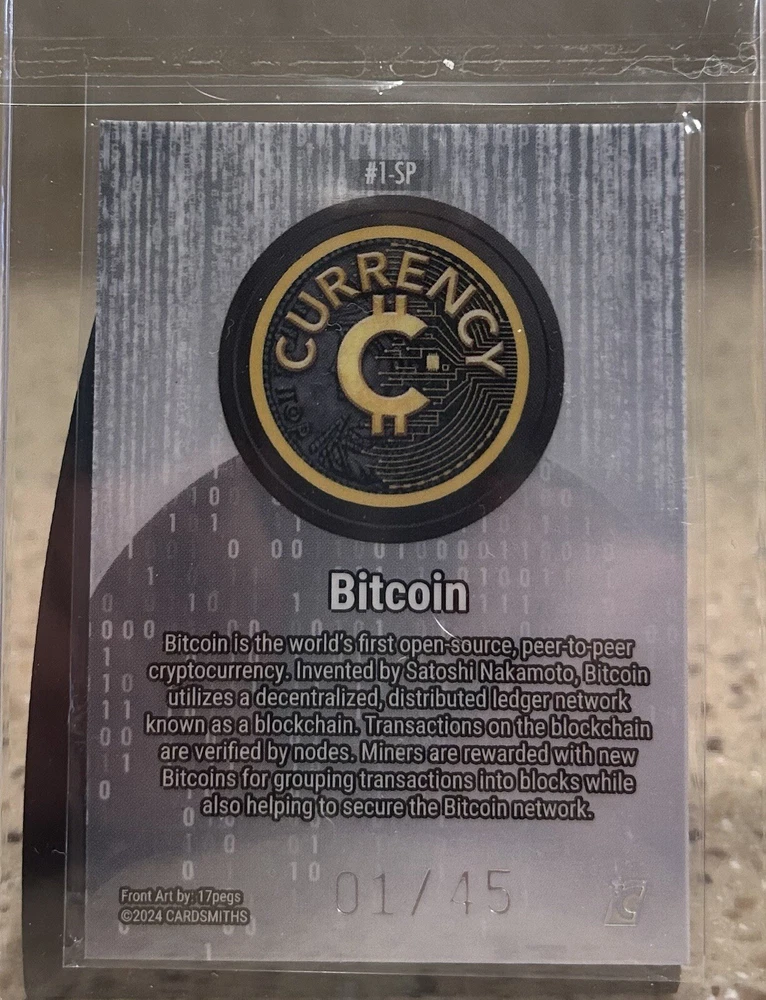 #1-SP
CURRENCY
Bitcoin
Bitcoin is the world's first open-source, peer-to-peer
cryptocurrency. Invented by Satoshi Nakamoto, Bitcoin
utilizes a decentralized, distributed ledger network
known as a blockchain. Transactions on the blockchain
are verified by nodes. Miners are rewarded with new
Bitcoins for grouping transactions into blocks while
also helping to secure the Bitcoin network.
01/45
Front Art by: 17pegs
©2024 CARDSMITHS